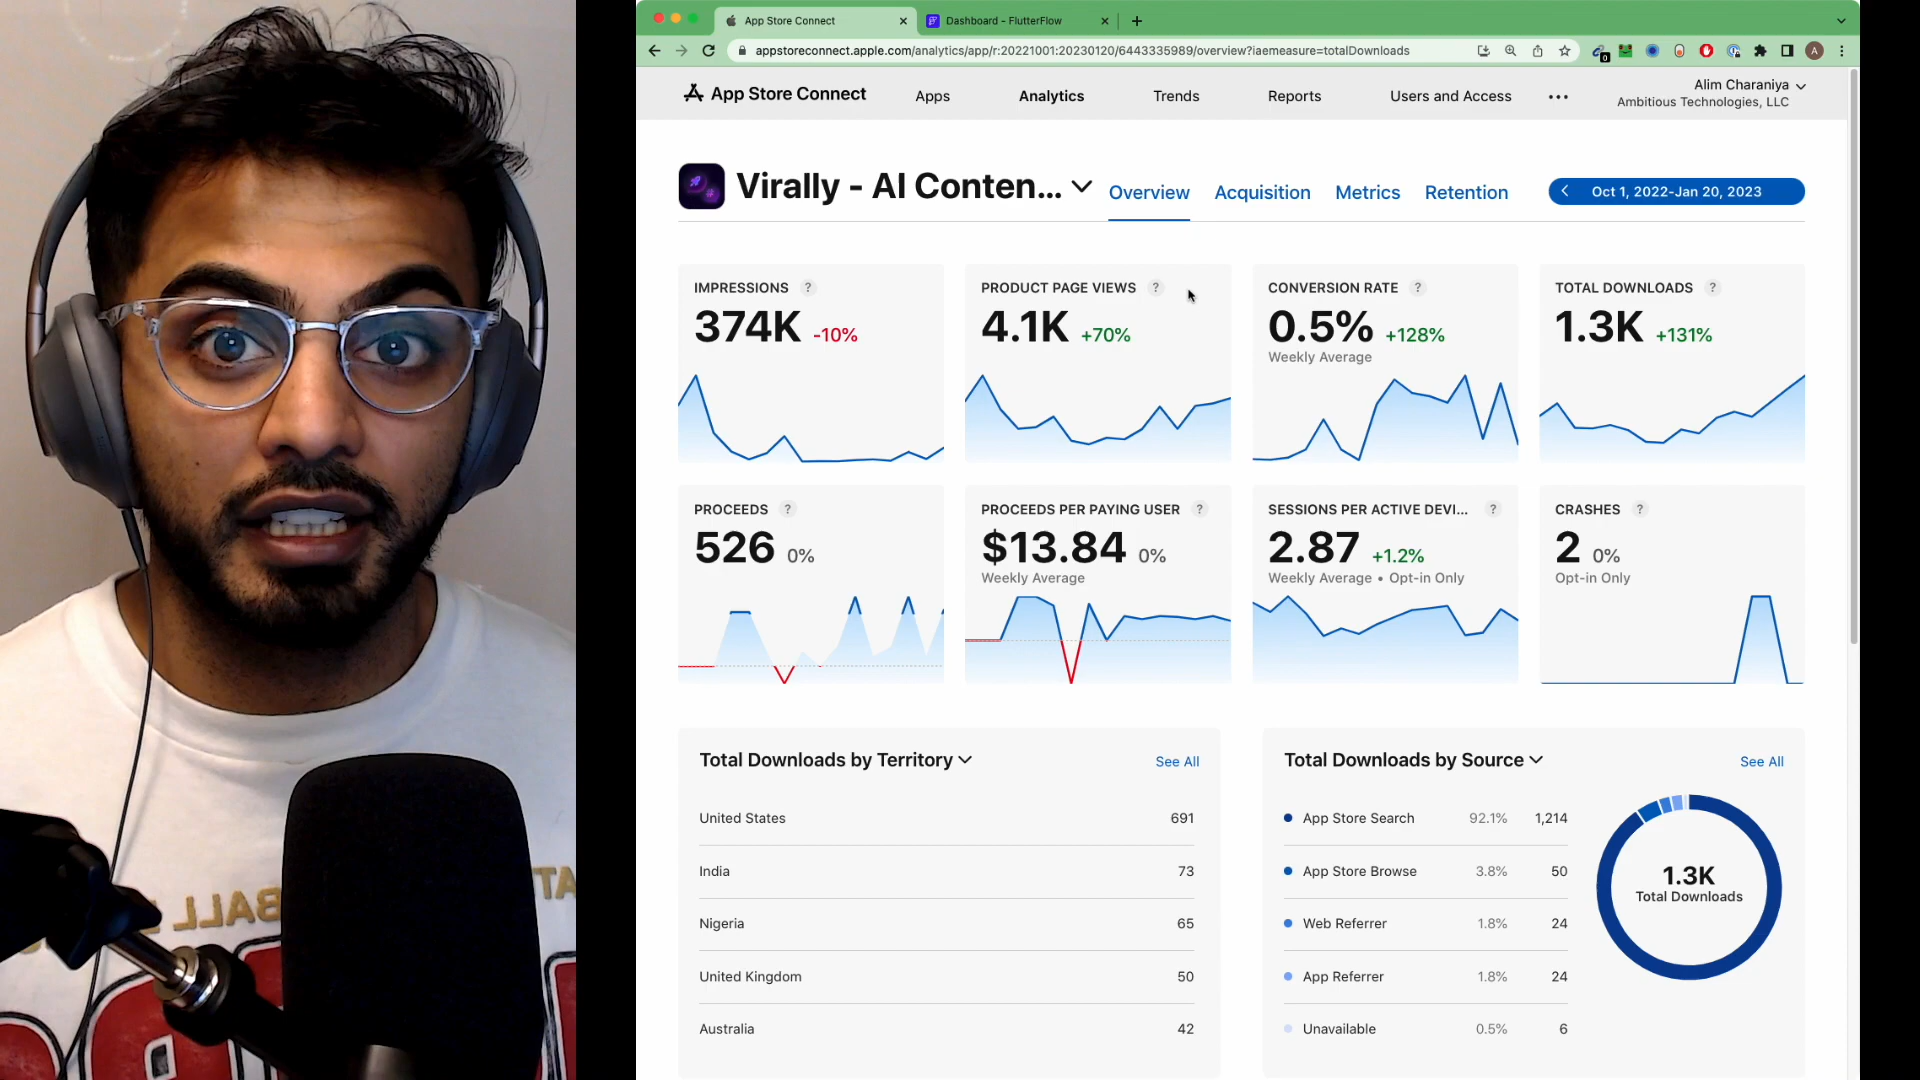 App Store Connect
Dashboard - FlutterFlow
appstoreconnect.apple.com/analytics/app/r:20221001:20230120/6443335989/overview?iaemeasure=totalDownloads
0
A
App Store Connect
Apps
Analytics
Trends
Reports
Users and Access
Alim Charaniya
Ambitious Technologies, LLC
Virally - AI Conten...
Overview
Acquisition
Metrics
Retention
Oct 1, 2022-Jan 20, 2023
IMPRESSIONS ?
374K -10%
PRODUCT PAGE VIEWS ?
4.1K +70%
CONVERSION RATE ?
0.5% +128%
Weekly Average
TOTAL DOWNLOADS ?
1.3K +131%
PROCEEDS ?
526 0%
PROCEEDS PER PAYING USER ?
$13.84 0%
Weekly Average
SESSIONS PER ACTIVE DEVI... ?
2.87 +1.2%
Weekly Average • Opt-in Only
CRASHES ?
2 0%
Opt-in Only
Total Downloads by Territory
See All
United States 691
India 73
Nigeria 65
United Kingdom 50
Australia 42
Total Downloads by Source
See All
App Store Search 92.1% 1,214
App Store Browse 3.8% 50
Web Referrer 1.8% 24
App Referrer 1.8% 24
Unavailable 0.5% 6
1.3K
Total Downloads